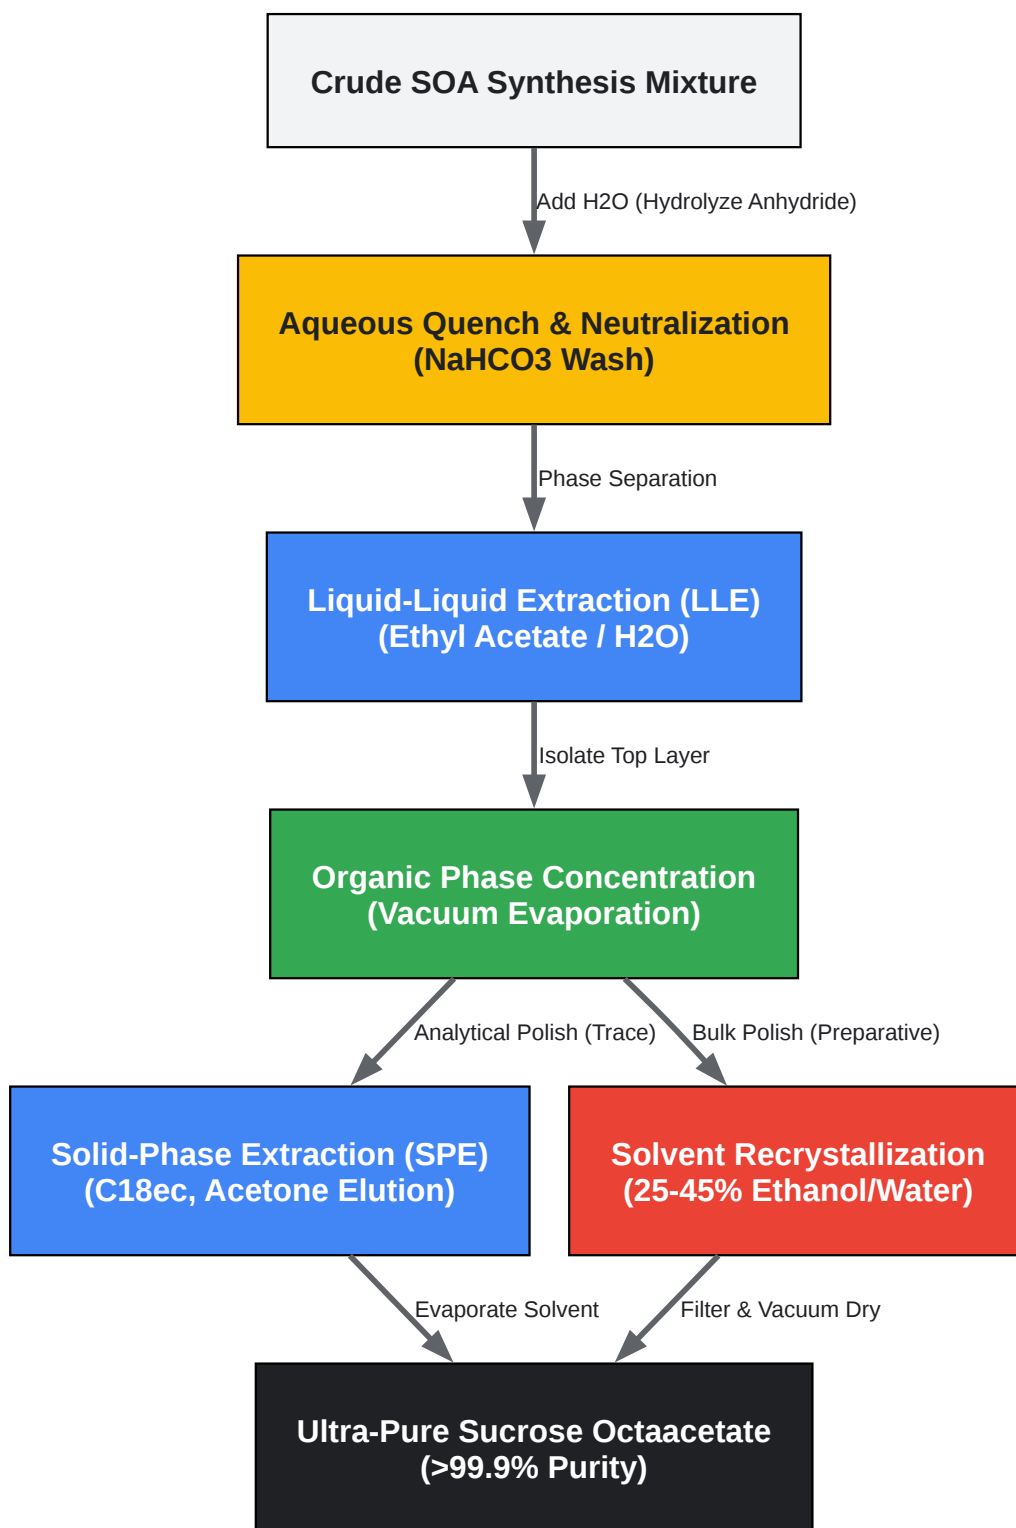 Crude SOA Synthesis Mixture
Add H2O (Hydrolyze Anhydride)
Aqueous Quench & Neutralization
(NaHCO3 Wash)
Phase Separation
Liquid-Liquid Extraction (LLE)
(Ethyl Acetate / H2O)
Isolate Top Layer
Organic Phase Concentration
(Vacuum Evaporation)
Analytical Polish (Trace)
Bulk Polish (Preparative)
Solid-Phase Extraction (SPE)
(C18ec, Acetone Elution)
Solvent Recrystallization
(25-45% Ethanol/Water)
Evaporate Solvent
Filter & Vacuum Dry
Ultra-Pure Sucrose Octaacetate
(>99.9% Purity)